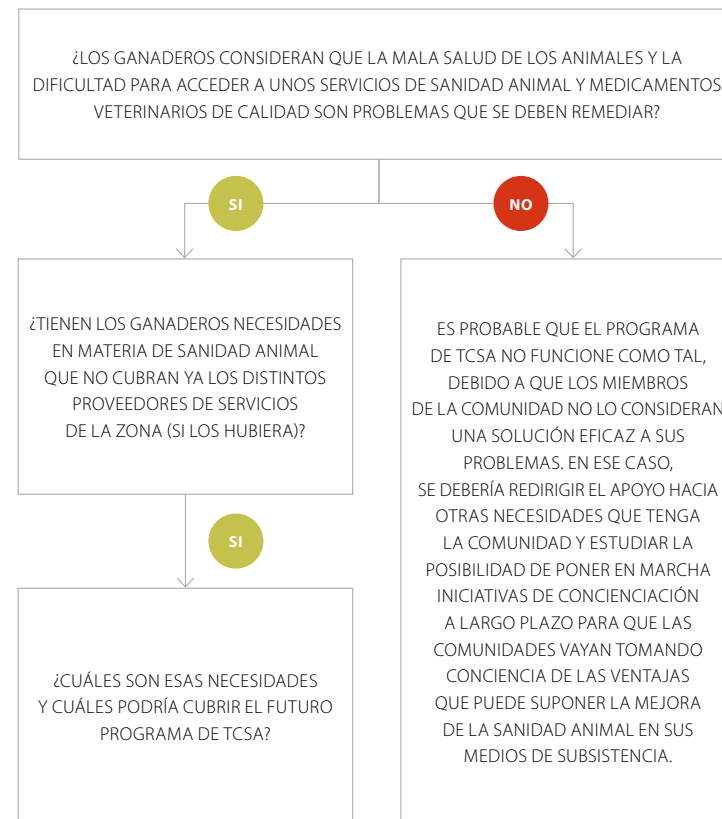 ¿LOS GANADEROS CONSIDERAN QUE LA MALA SALUD DE LOS ANIMALES Y LA
DIFICULTAD PARA ACCEDER A UNOS SERVICIOS DE SANIDAD ANIMAL Y MEDICAMENTOS
VETERINARIOS DE CALIDAD SON PROBLEMAS QUE SE DEBEN REMEDIAR?
SI
NO
¿TIENEN LOS GANADEROS NECESIDADES
EN MATERIA DE SANIDAD ANIMAL
QUE NO CUBRAN YA LOS DISTINTOS
PROVEEDORES DE SERVICIOS
DE LA ZONA (SI LOS HUBIERA)?
SI
¿CUÁLES SON ESAS NECESIDADES
Y CUÁLES PODRÍA CUBRIR EL FUTURO
PROGRAMA DE TCSA?
ES PROBABLE QUE EL PROGRAMA
DE TCSA NO FUNCIONE COMO TAL,
DEBIDO A QUE LOS MIEMBROS
DE LA COMUNIDAD NO LO CONSIDERAN
UNA SOLUCIÓN EFICAZ A SUS
PROBLEMAS. EN ESE CASO,
SE DEBERÍA REDIRIGIR EL APOYO HACIA
OTRAS NECESIDADES QUE TENGA
LA COMUNIDAD Y ESTUDIAR LA
POSIBILIDAD DE PONER EN MARCHA
INICIATIVAS DE CONCIENCIACIÓN
A LARGO PLAZO PARA QUE LAS
COMUNIDADES VAYAN TOMANDO
CONCIENCIA DE LAS VENTAJAS
QUE PUEDE SUPONER LA MEJORA
DE LA SANIDAD ANIMAL EN SUS
MEDIOS DE SUBSISTENCIA.